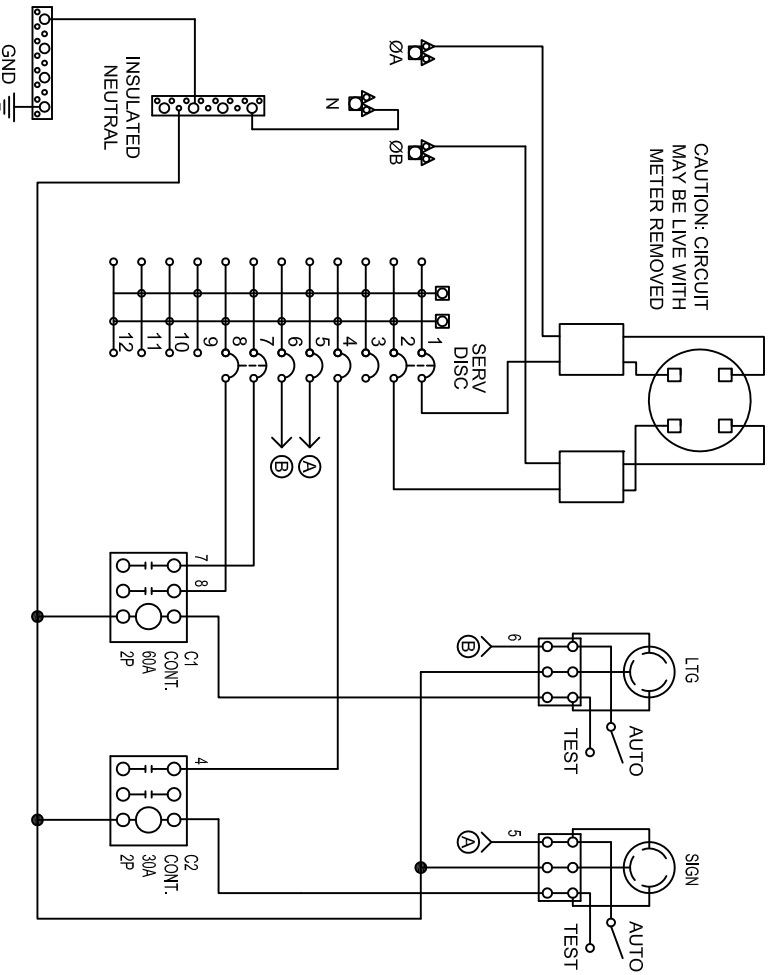 CAUTION: CIRCUIT
MAY BE LIVE WITH
METER REMOVED
ØA
N
ØB
INSULATED
NEUTRAL
GND
SERV
DISC
1
2
3
4
5
6
7
8
9
10
11
12
A
B
7
8
C1
CONT.
60A
2P
4
C2
CONT.
30A
2P
LTG
6
B
AUTO
TEST
SIGN
5
A
AUTO
TEST